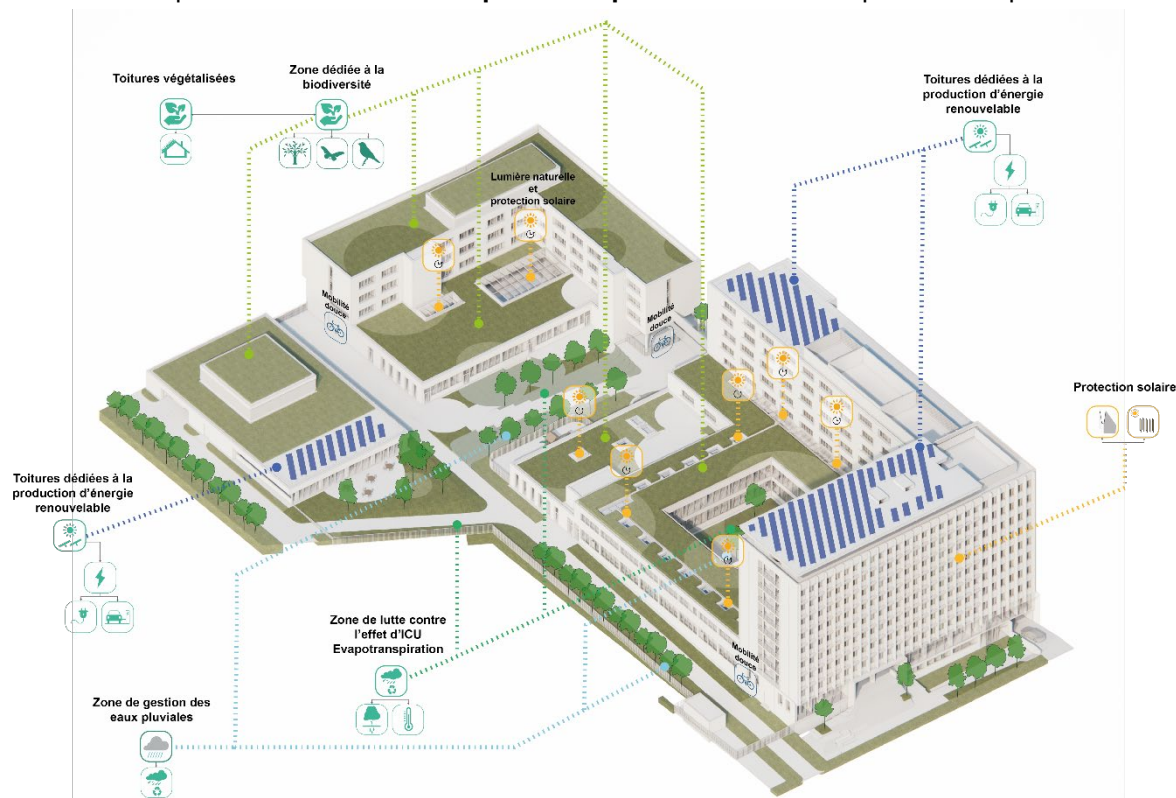 Toitures végétalisées
Zone dédiée à la
biodiversité
Toitures dédiées à la
production d'énergie
renouvelable
Lumière naturelle
et
protection solaire
Mobilité
douce
Mobilité
douce
Protection solaire
Toitures dédiées à la
production d'énergie
renouvelable
Zone de lutte contre
l'effet d'ICU
Evapotranspiration
Mobilité
douce
Zone de gestion des
eaux pluviales